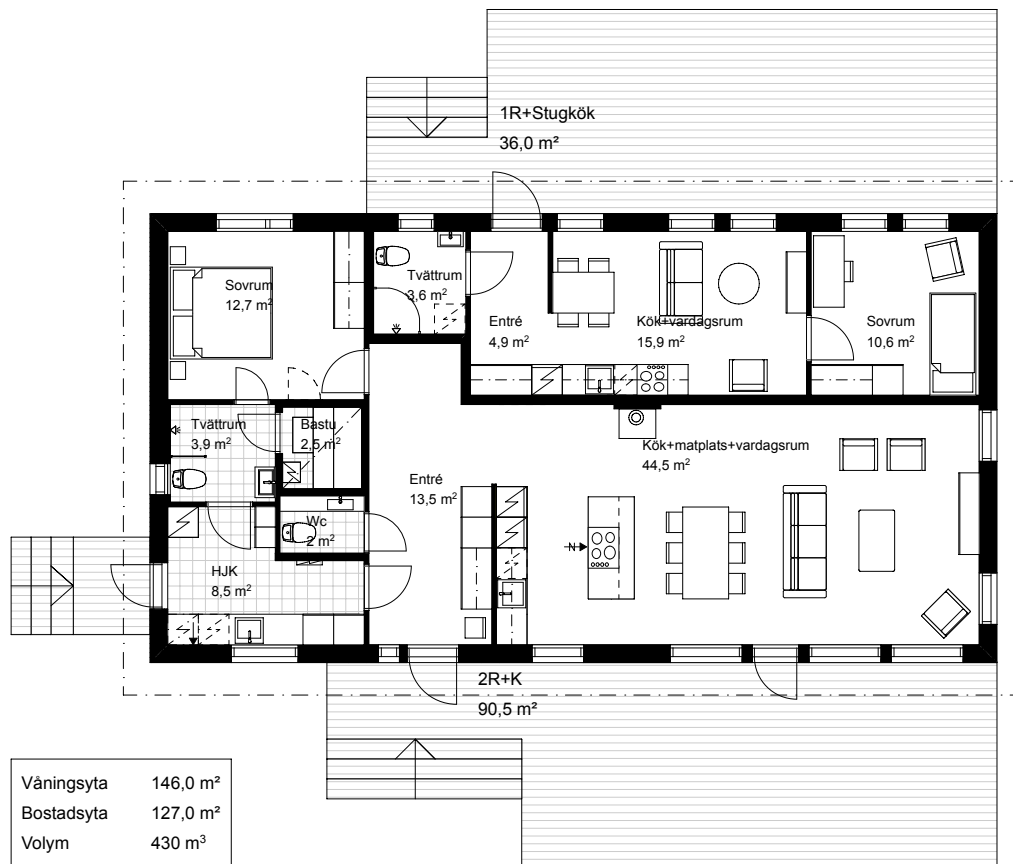 1R+Stugkök
36,0 m²
Sovrum
12,7 m²
Tvättrum
3,6 m²
Entré
4,9 m²
Kök+vardagsrum
15,9 m²
Sovrum
10,6 m²
Tvättrum
3,9 m²
Bastu
2,5 m²
Kök+matplats+vardagsrum
44,5 m²
Entré
13,5 m²
Wc
2 m²
HJK
8,5 m²
2R+K
90,5 m²
Våningsyta 146,0 m²
Bostadsyta 127,0 m²
Volym 430 m³